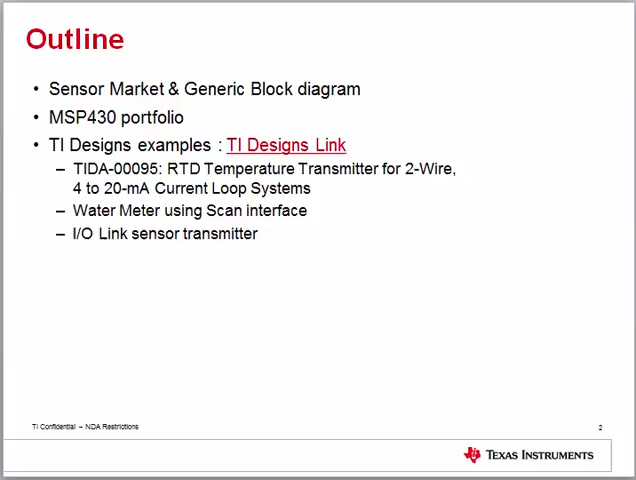 Outline
• Sensor Market & Generic Block diagram
• MSP430 portfolio
• TI Designs examples : TI Designs Link
– TIDA-00095: RTD Temperature Transmitter for 2-Wire,
4 to 20-mA Current Loop Systems
– Water Meter using Scan interface
– I/O Link sensor transmitter
TI Confidential – NDA Restrictions
2
TEXAS INSTRUMENTS